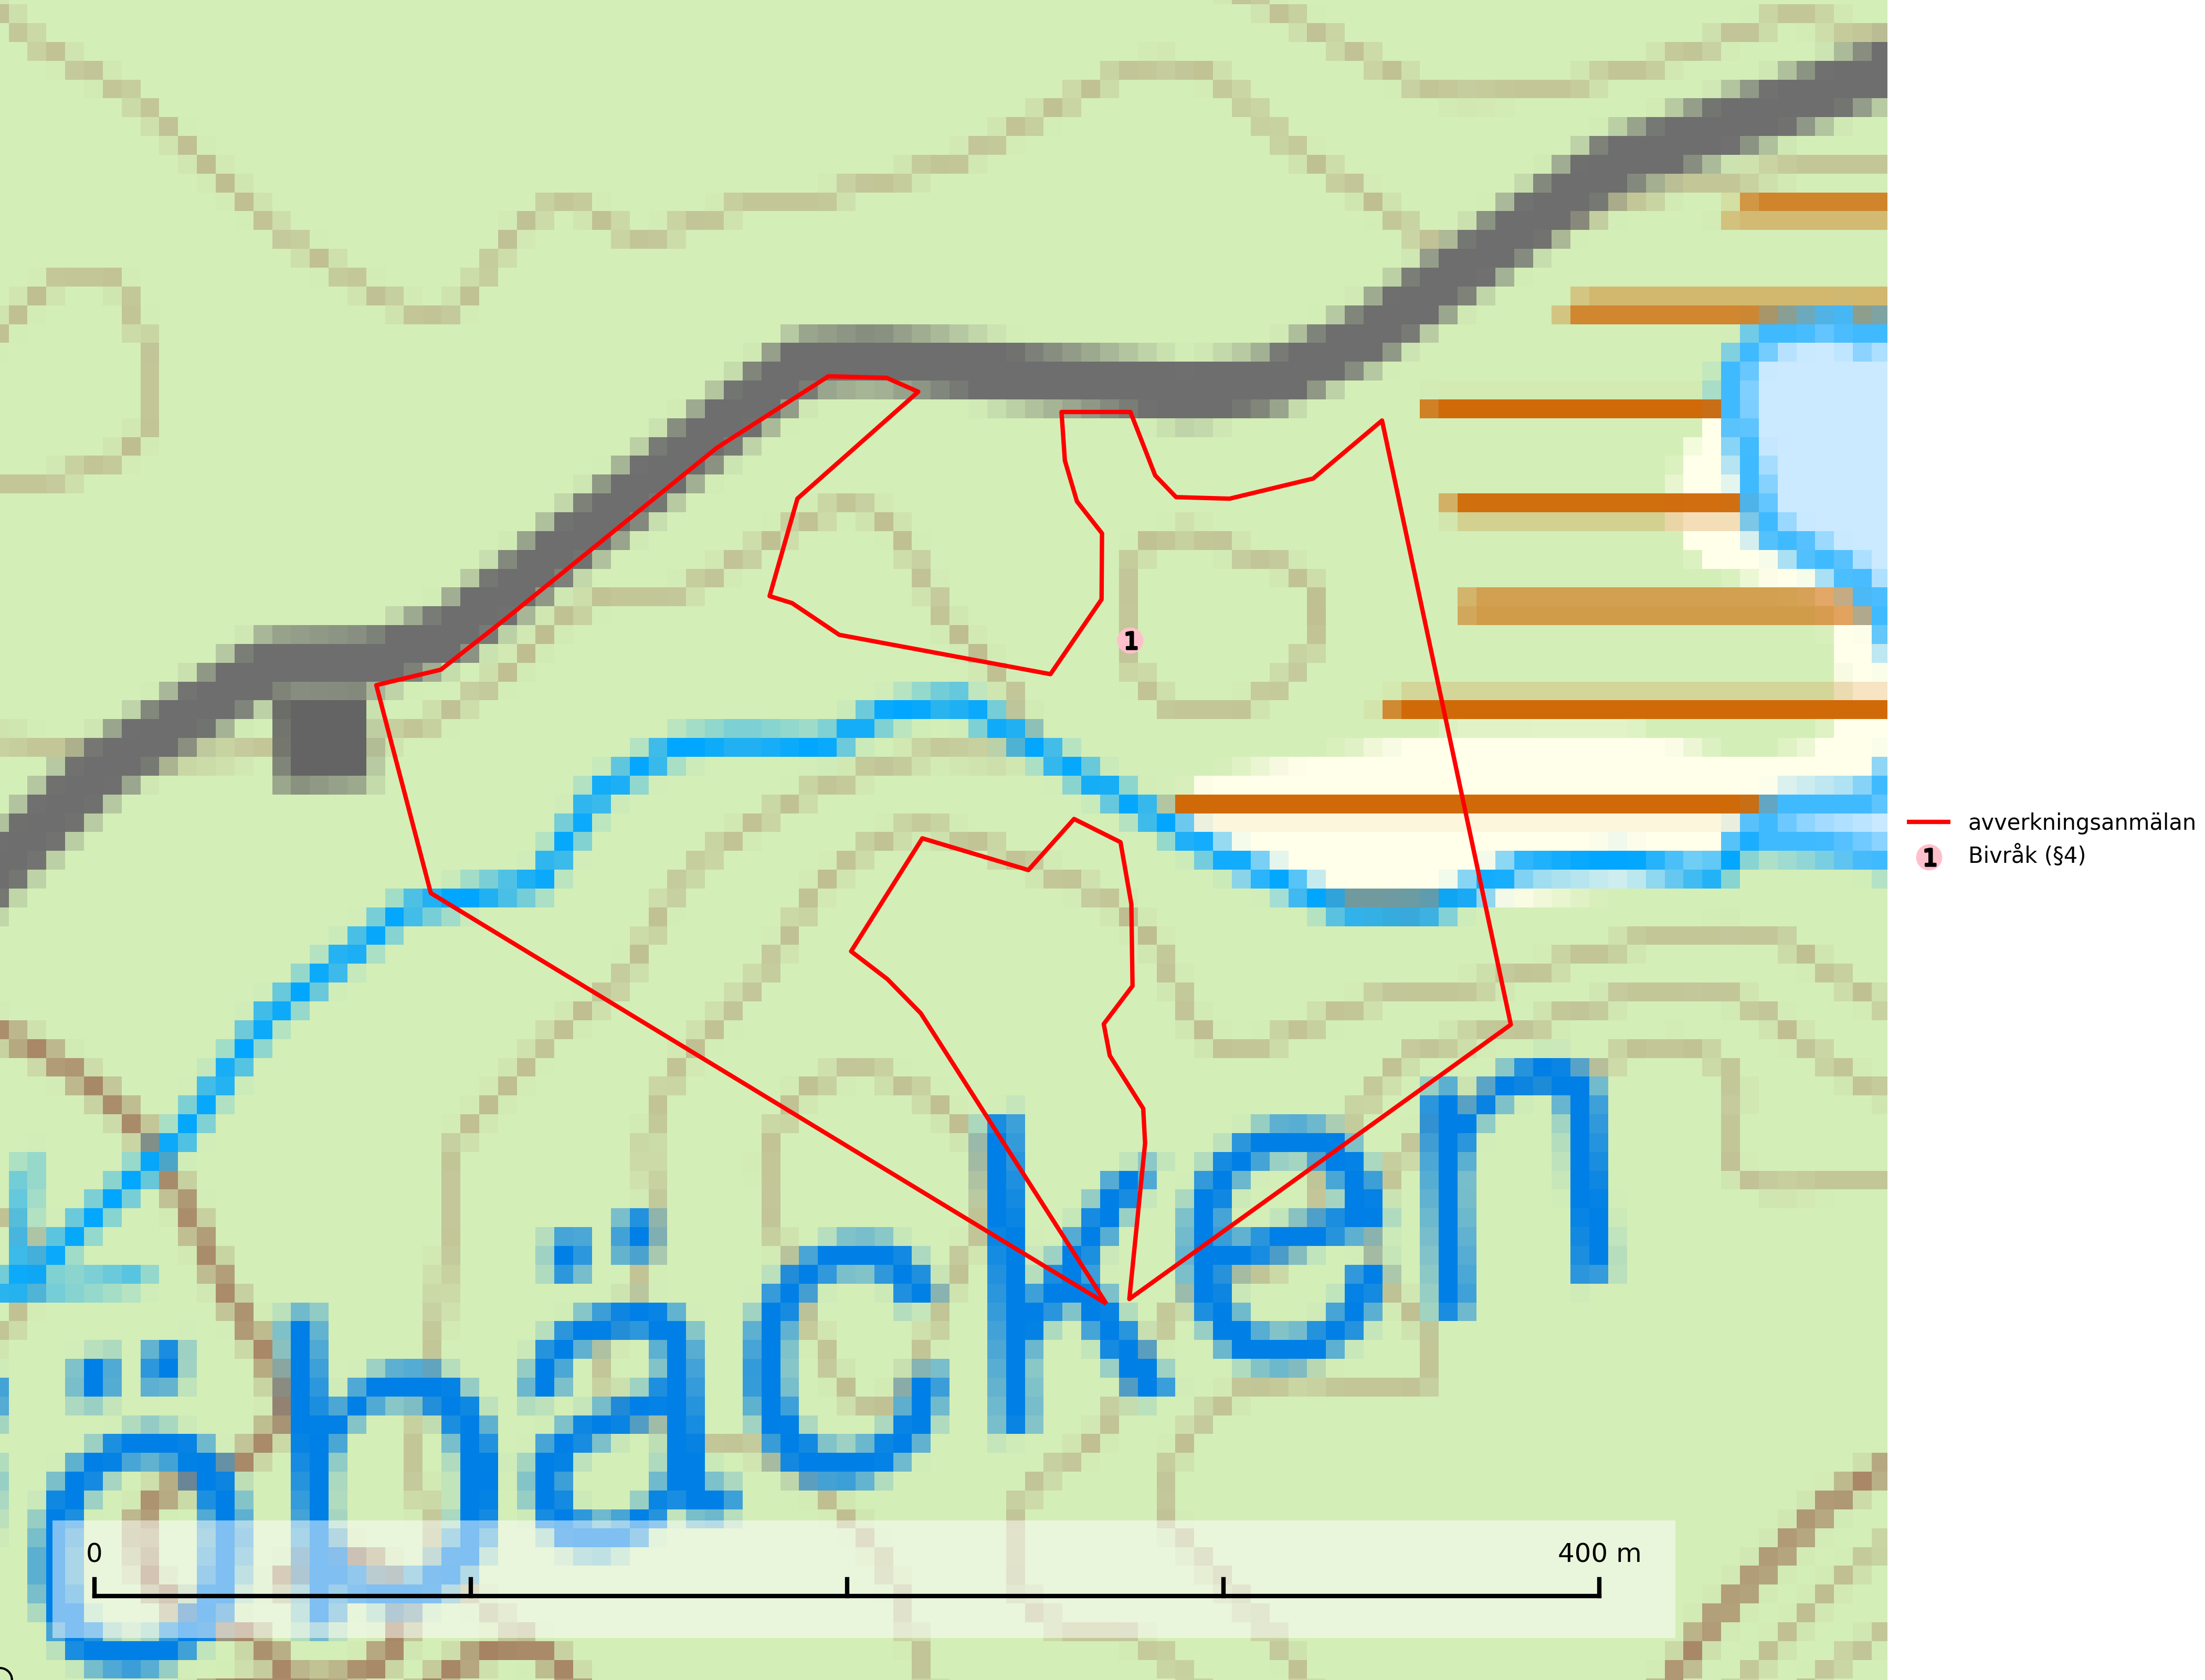 1
avverkningsanmälan
1 Bivråk (§4)
öbäcken
0 400 m